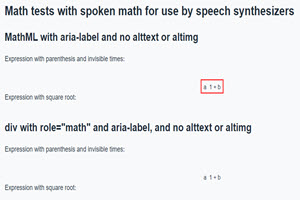 Math tests with spoken math for use by speech synthesizers
MathML with aria-label and no alttext or altimg
Expression with parenthesis and invisible times:
a 1 + b
Expression with square root:
div with role="math" and aria-label, and no alttext or altimg
Expression with parenthesis and invisible times:
a 1 + b
Expression with square root: